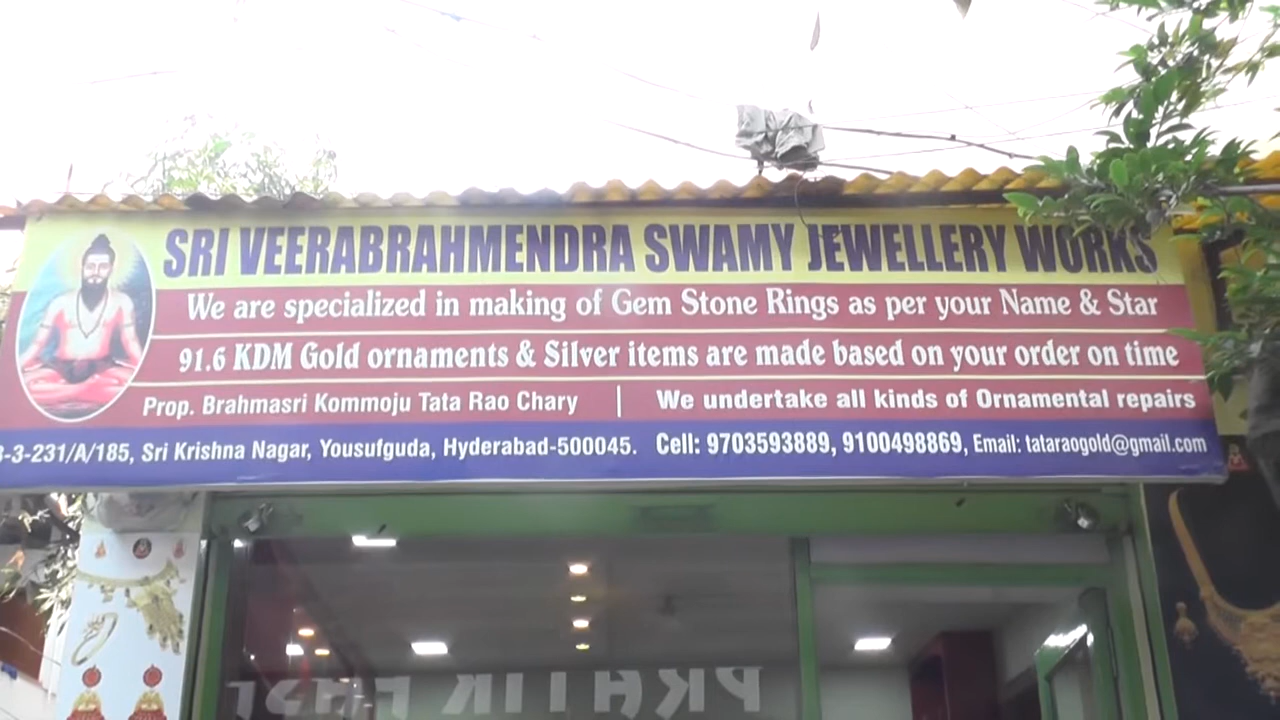 SRI VEERABRAHMENDRA SWAMY JEWELLERY WORKS
We are specialized in making of Gem Stone Rings as per your Name & Star
91.6 KDM Gold ornaments & Silver items are made based on your order on time
Prop. Brahmasri Kommoju Tata Rao Chary | We undertake all kinds of Ornamental repairs
-3-231/A/185, Sri Krishna Nagar, Yousufguda, Hyderabad-500045. Cell: 9703593889, 9100498869, Email: tataraogold@gmail.com
PRATIK